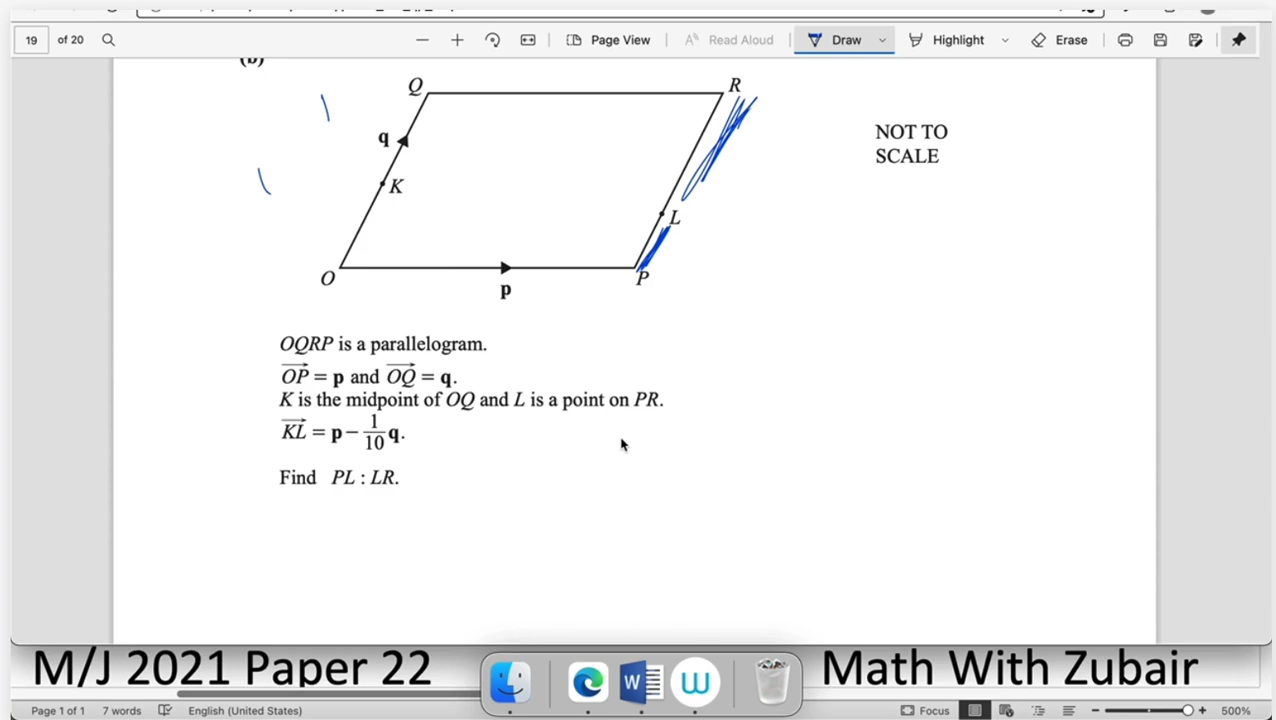 19 of 20 Page View Read Aloud Draw Highlight Erase
(b)
Q R
q
NOT TO
SCALE
K
L
O P
p
OQRP is a parallelogram.
OP = p and OQ = q.
K is the midpoint of OQ and L is a point on PR.
KL = p − 1/10 q.
Find PL : LR.
M/J 2021 Paper 22 Math With Zubair
W
Page 1 of 1 7 words English (United States) Focus 500%